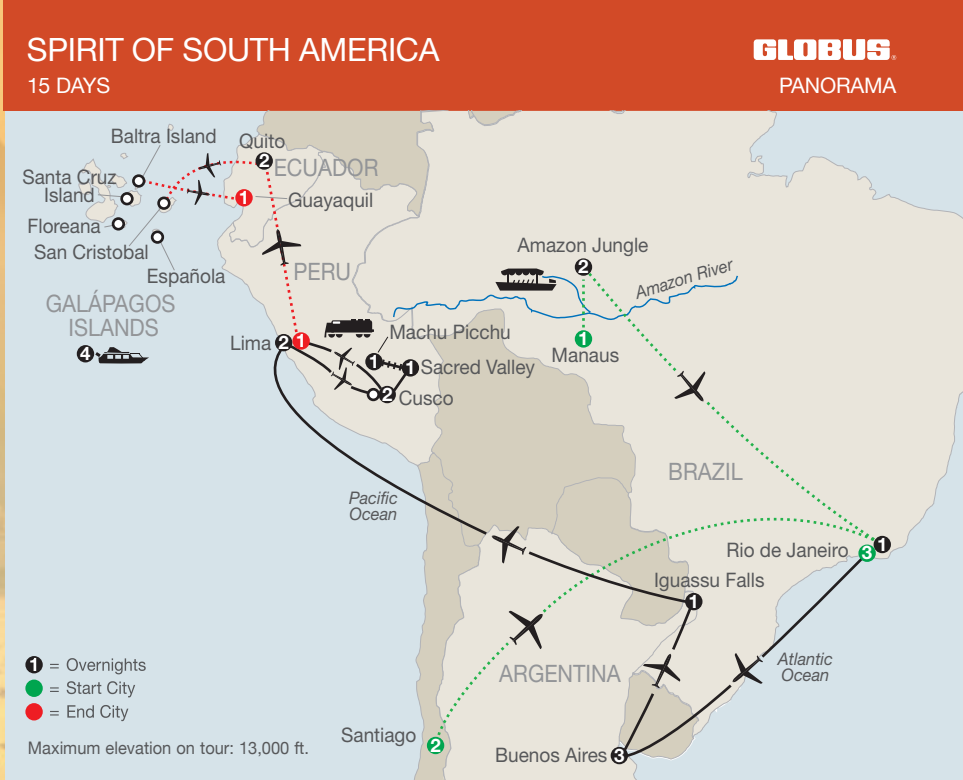 SPIRIT OF SOUTH AMERICA
15 DAYS
GLOBUS®
PANORAMA
Baltra Island
Quito
2
ECUADOR
Santa Cruz
Island
1
Guayaquil
Floreana
San Cristobal
Española
PERU
GALÁPAGOS
ISLANDS
4
Amazon Jungle
2
Amazon River
1
Manaus
Lima
2
1
Machu Picchu
1
1
Sacred Valley
2
Cusco
BRAZIL
Pacific
Ocean
Rio de Janeiro
1
3
Iguassu Falls
1
ARGENTINA
Atlantic
Ocean
Santiago
2
Buenos Aires
3
1 = Overnights
= Start City
= End City
Maximum elevation on tour: 13,000 ft.